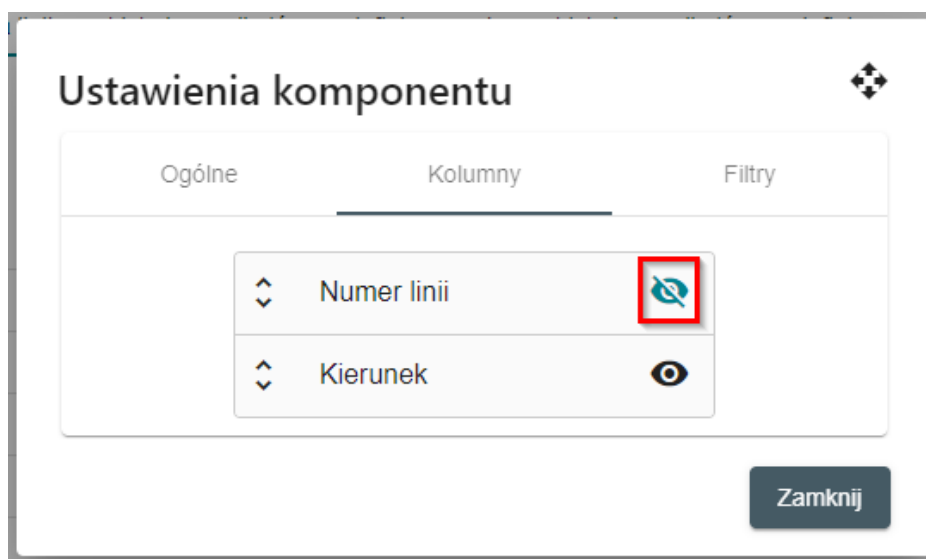 Ustawienia komponentu
Ogólne Kolumny Filtry
Numer linii
Kierunek
Zamknij